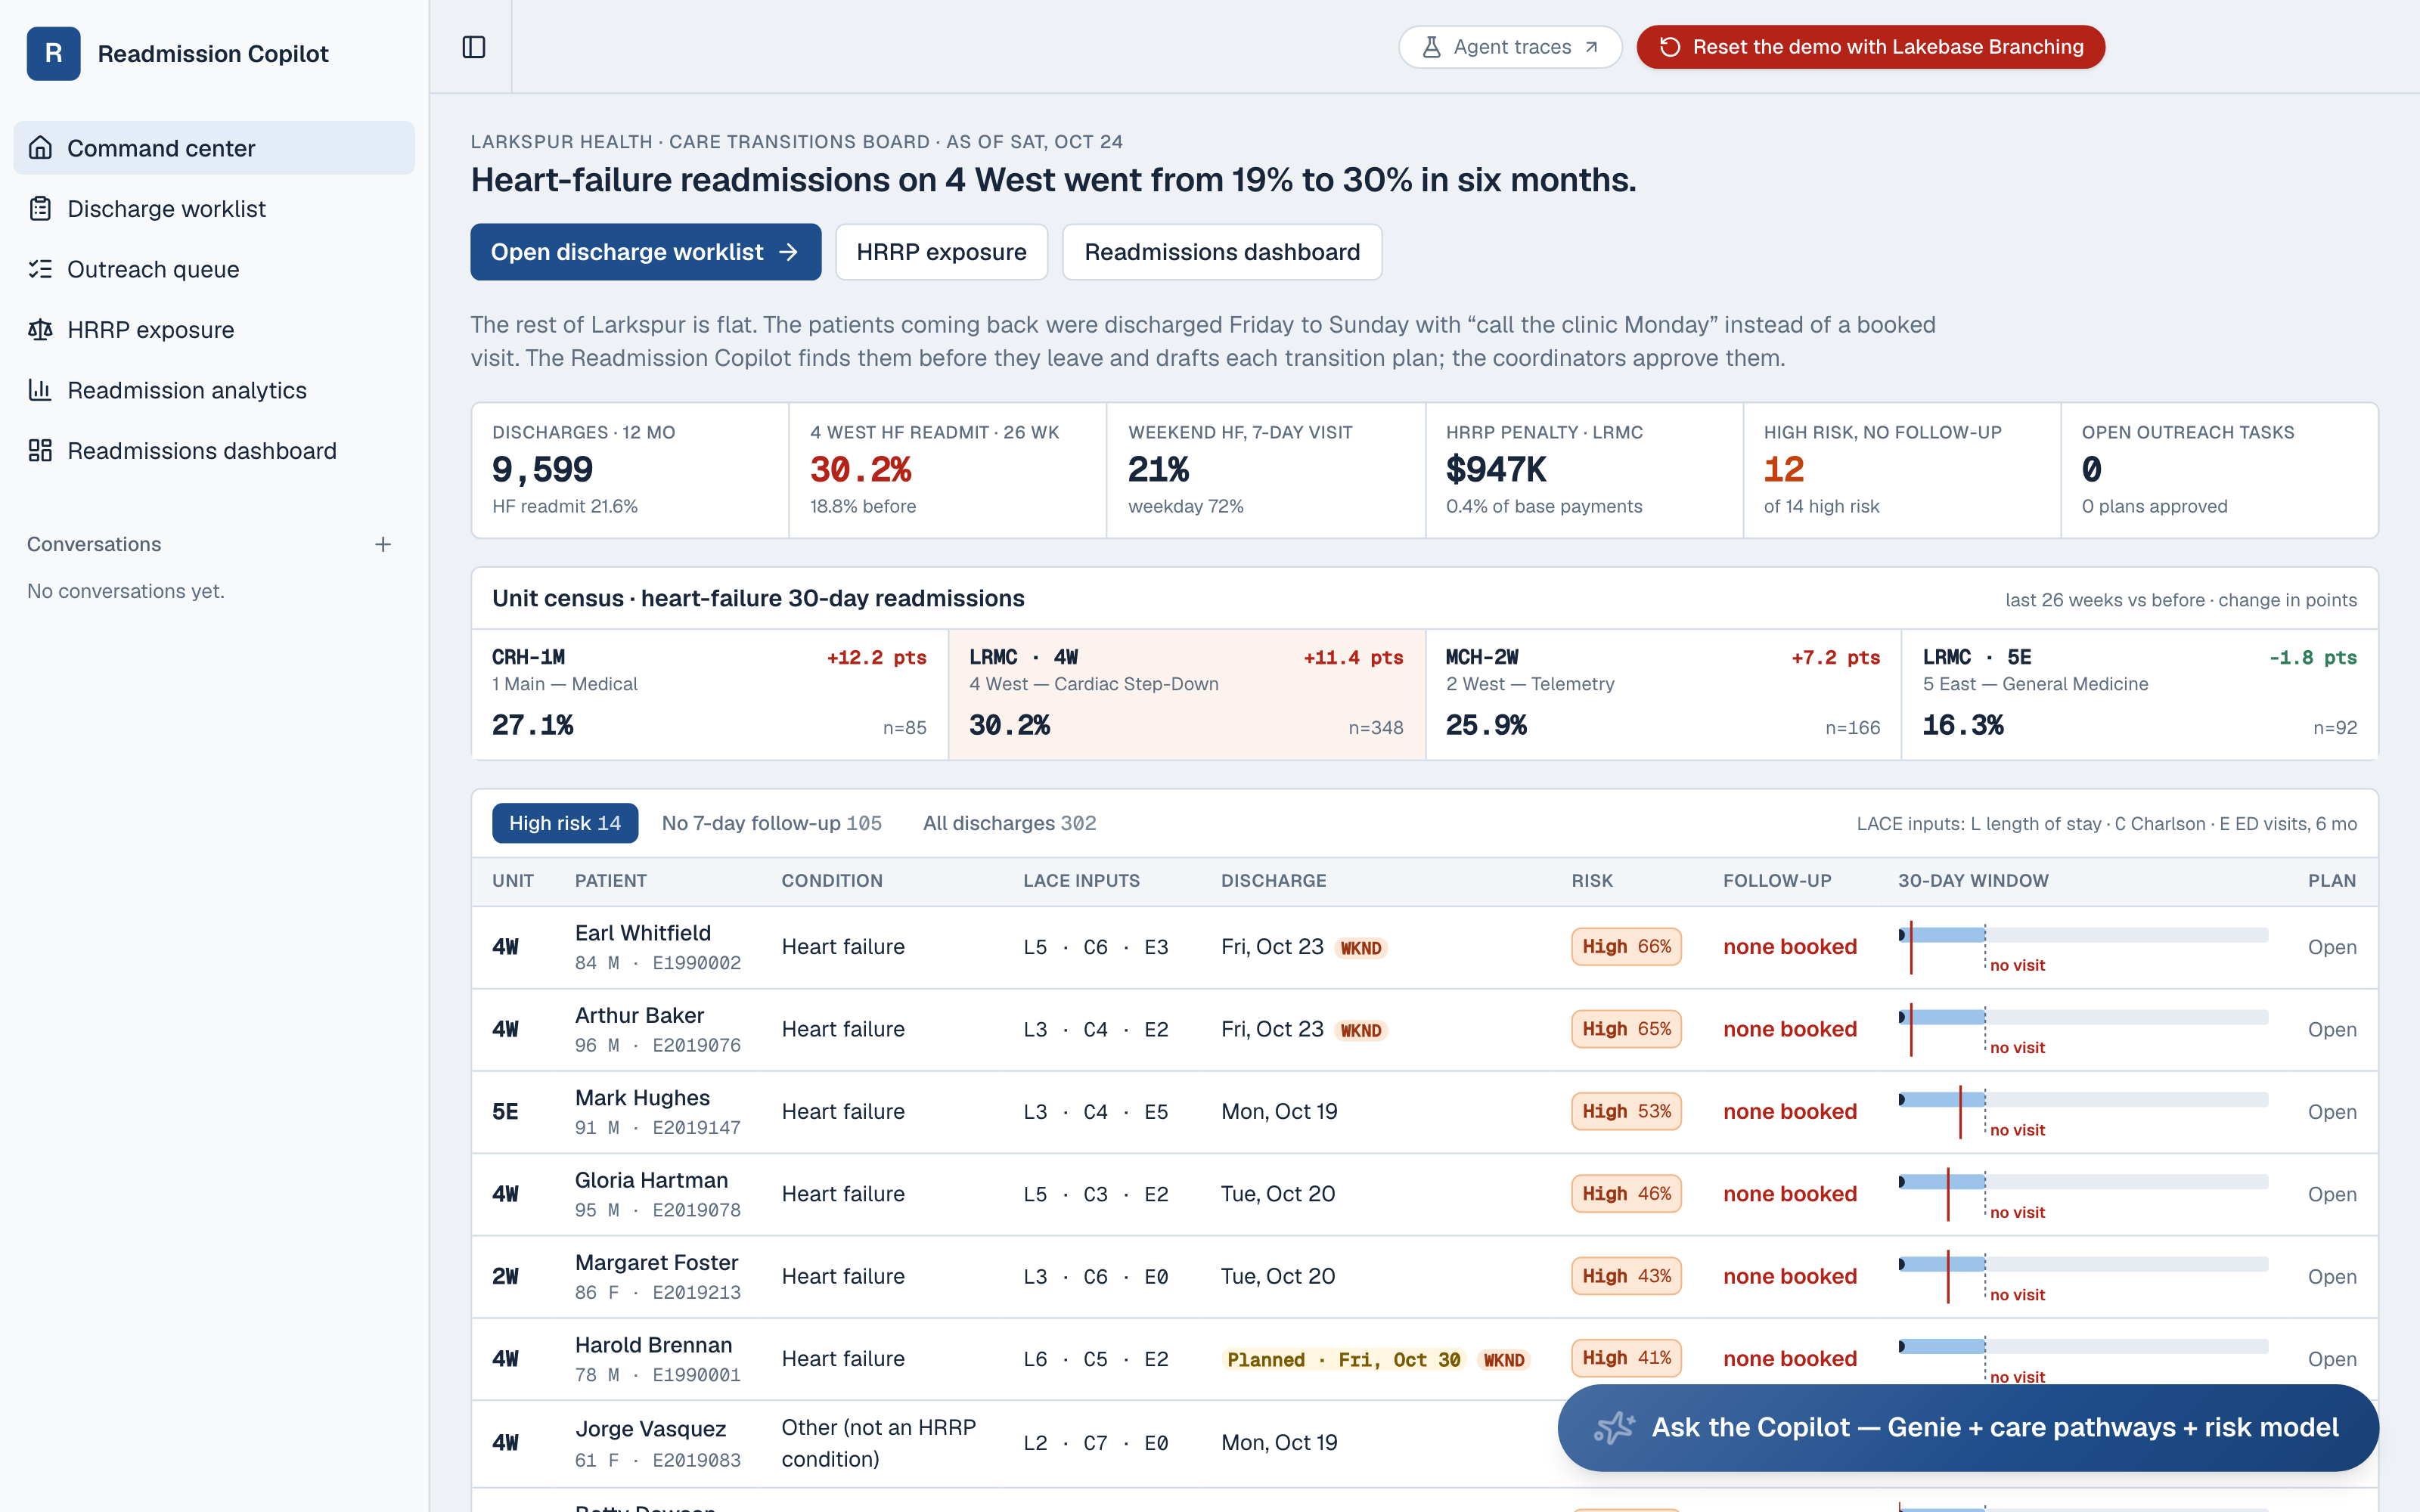 R Readmission Copilot
Command center
Discharge worklist
Outreach queue
HRRP exposure
Readmission analytics
Readmissions dashboard
Conversations +
No conversations yet.
Agent traces
Reset the demo with Lakebase Branching
LARKSPUR HEALTH · CARE TRANSITIONS BOARD · AS OF SAT, OCT 24
Heart-failure readmissions on 4 West went from 19% to 30% in six months.
Open discharge worklist → HRRP exposure Readmissions dashboard
The rest of Larkspur is flat. The patients coming back were discharged Friday to Sunday with “call the clinic Monday” instead of a booked
visit. The Readmission Copilot finds them before they leave and drafts each transition plan; the coordinators approve them.
DISCHARGES · 12 MO
9,599
HF readmit 21.6%
4 WEST HF READMIT · 26 WK
30.2%
18.8% before
WEEKEND HF, 7-DAY VISIT
21%
weekday 72%
HRRP PENALTY · LRMC
$947K
0.4% of base payments
HIGH RISK, NO FOLLOW-UP
12
of 14 high risk
OPEN OUTREACH TASKS
0
0 plans approved
Unit census · heart-failure 30-day readmissions
last 26 weeks vs before · change in points
CRH-1M +12.2 pts
1 Main — Medical
27.1% n=85
LRMC · 4W +11.4 pts
4 West — Cardiac Step-Down
30.2% n=348
MCH-2W +7.2 pts
2 West — Telemetry
25.9% n=166
LRMC · 5E -1.8 pts
5 East — General Medicine
16.3% n=92
High risk 14 No 7-day follow-up 105 All discharges 302
LACE inputs: L length of stay · C Charlson · E ED visits, 6 mo
UNIT PATIENT CONDITION LACE INPUTS DISCHARGE RISK FOLLOW-UP 30-DAY WINDOW PLAN
4W Earl Whitfield Heart failure L5 · C6 · E3 Fri, Oct 23 WKND High 66% none booked Open
84 M · E1990002 no visit
4W Arthur Baker Heart failure L3 · C4 · E2 Fri, Oct 23 WKND High 65% none booked Open
96 M · E2019076 no visit
5E Mark Hughes Heart failure L3 · C4 · E5 Mon, Oct 19 High 53% none booked Open
91 M · E2019147 no visit
4W Gloria Hartman Heart failure L5 · C3 · E2 Tue, Oct 20 High 46% none booked Open
95 M · E2019078 no visit
2W Margaret Foster Heart failure L3 · C6 · E0 Tue, Oct 20 High 43% none booked Open
86 F · E2019213 no visit
4W Harold Brennan Heart failure L6 · C5 · E2 Planned · Fri, Oct 30 WKND High 41% none booked Open
78 M · E1990001 no visit
4W Jorge Vasquez Other (not an HRRP condition) L2 · C7 · E0 Mon, Oct 19
61 F · E2019083
Ask the Copilot — Genie + care pathways + risk model